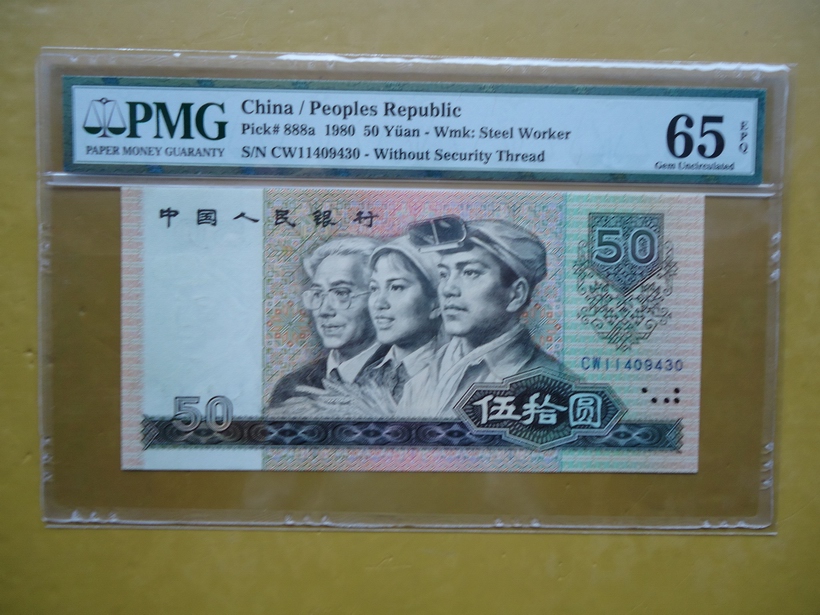 PMG
PAPER MONEY GUARANTY
China / Peoples Republic
Pick# 888a 1980 50 Yüan - Wmk: Steel Worker
S/N CW11409430 - Without Security Thread
65
EPQ
Gem Uncirculated
中国人民银行
50
CW11409430
50
伍拾圆